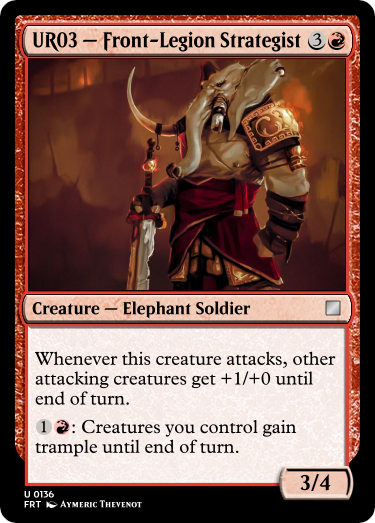 UR03 — Front-Legion Strategist 3
Creature — Elephant Soldier
Whenever this creature attacks, other
attacking creatures get +1/+0 until
end of turn.
1 : Creatures you control gain
trample until end of turn.
3/4
U 0136
FRT Aymeric Thevenot